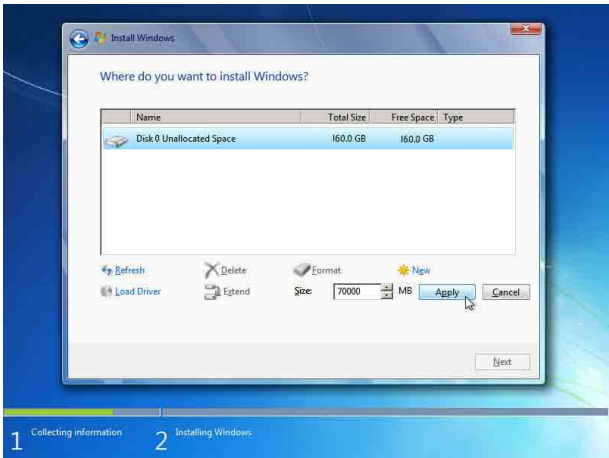 Install Windows
Where do you want to install Windows?
Name Total Size Free Space Type
Disk 0 Unallocated Space 160.0 GB 160.0 GB
Refresh Delete Format New
Load Driver Extend Size: 70000 MB Apply Cancel
Next
1 Collecting information 2 Installing Windows